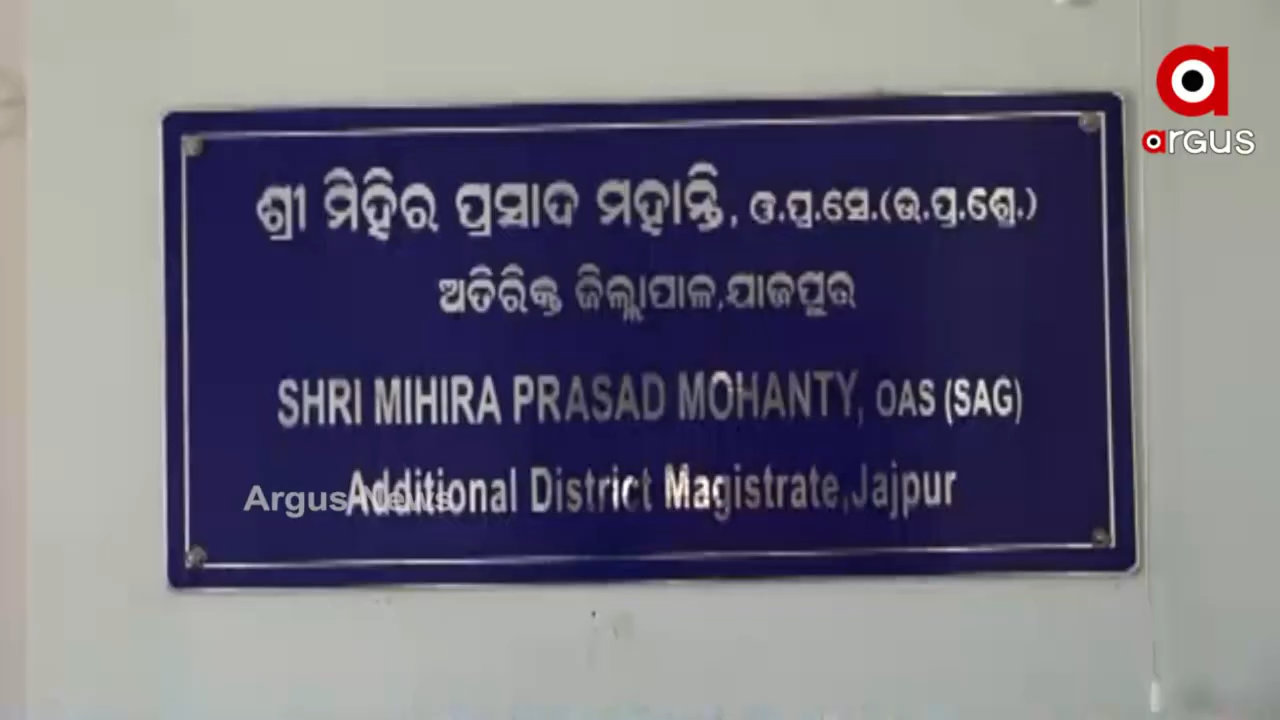 argus
ଶ୍ରୀ ମିହିର ପ୍ରସାଦ ମହାନ୍ତି, ଓ.ପ୍ର.ସେ.(ଉ.ପ୍ର.ଶ୍ରେ.)
ଅତିରିକ୍ତ ଜିଲ୍ଲାପାଳ,ଯାଜପୁର
SHRI MIHIRA PRASAD MOHANTY, OAS (SAG)
Additional District Magistrate,Jajpur
Argus News